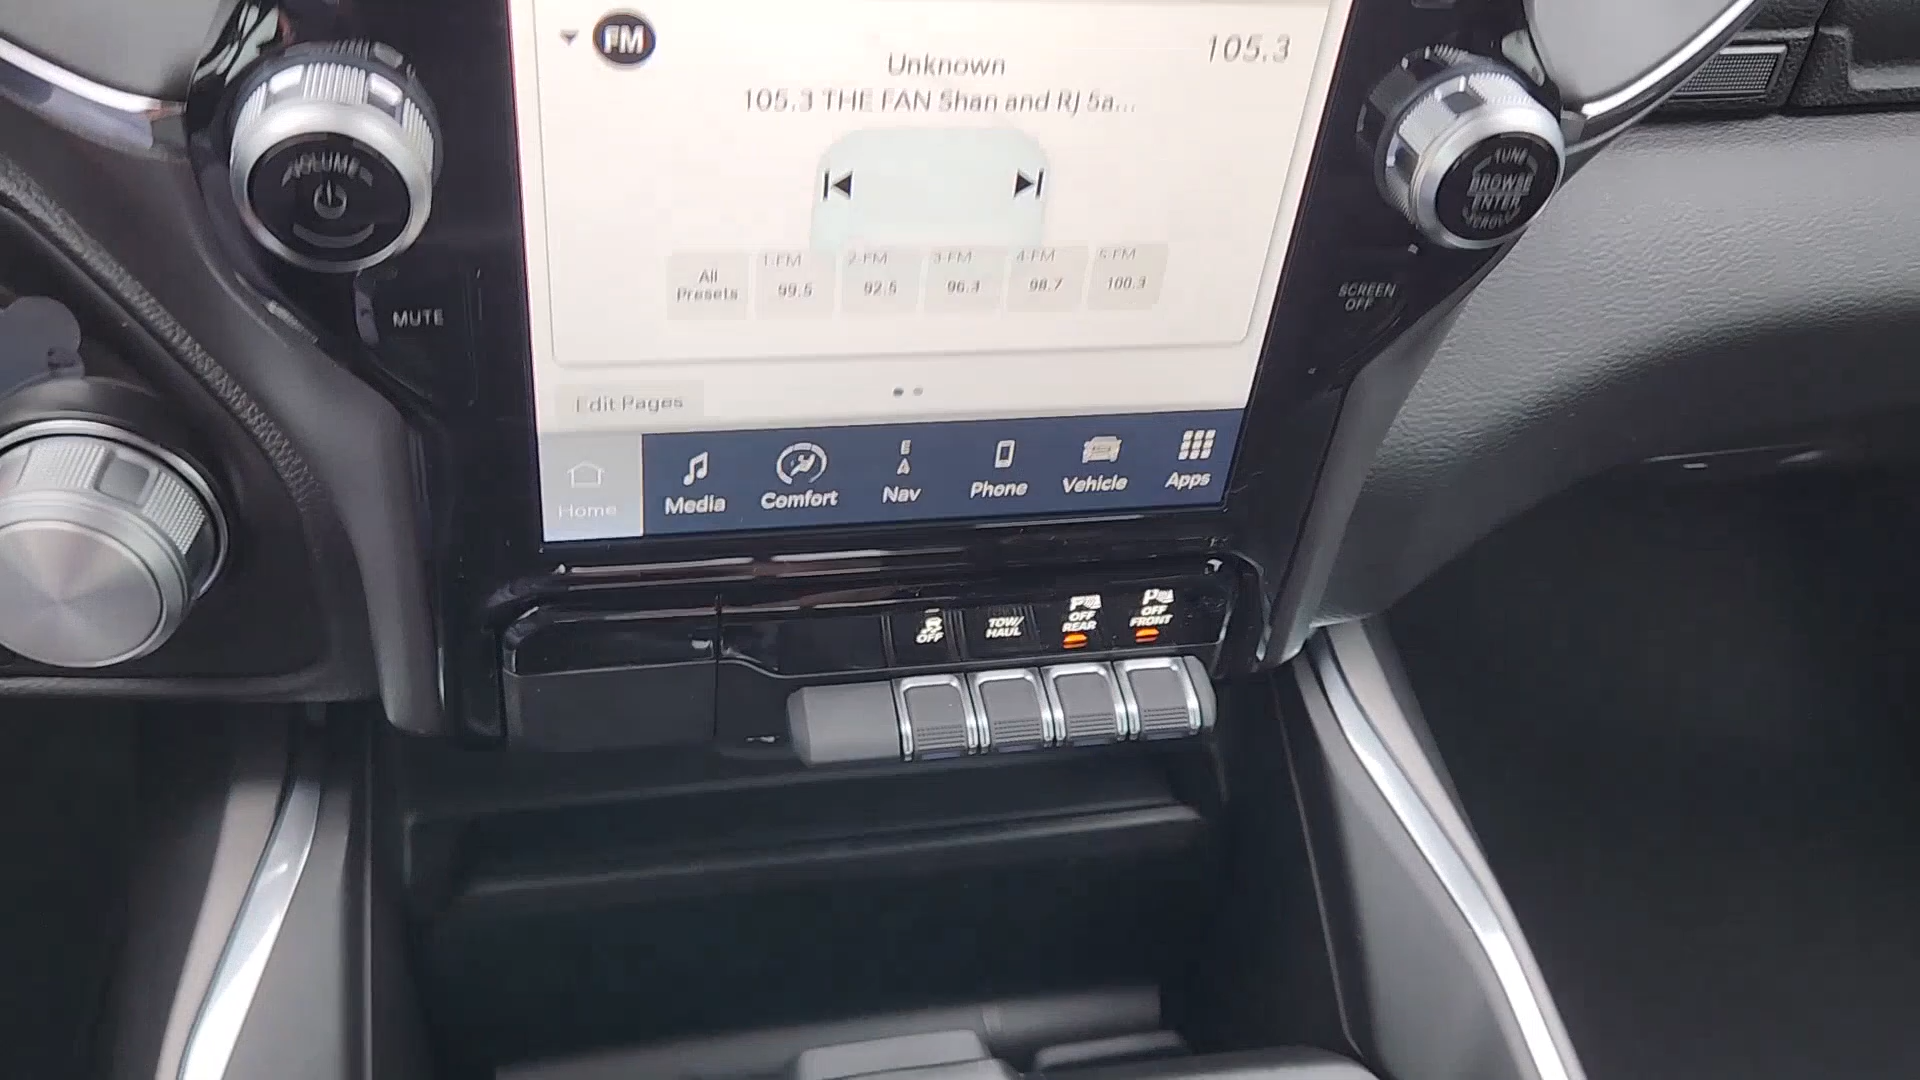 FM
105.3
Unknown
105.3 THE FAN Shan and RJ 5a...
All
Presets
1-FM
99.5
2-FM
92.5
3-FM
96.3
4-FM
98.7
5-FM
100.3
Edit Pages
Home
Media
Comfort
E
Nav
Phone
Vehicle
Apps
VOLUME
MUTE
TUNE
BROWSE
ENTER
SCROLL
SCREEN
OFF
OFF
TOW/
HAUL
P
OFF
REAR
P
OFF
FRONT